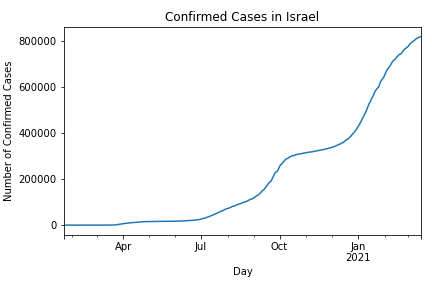 Confirmed Cases in Israel
Number of Confirmed Cases
800000
600000
400000
200000
0
Apr
Jul
Oct
Jan
2021
Day